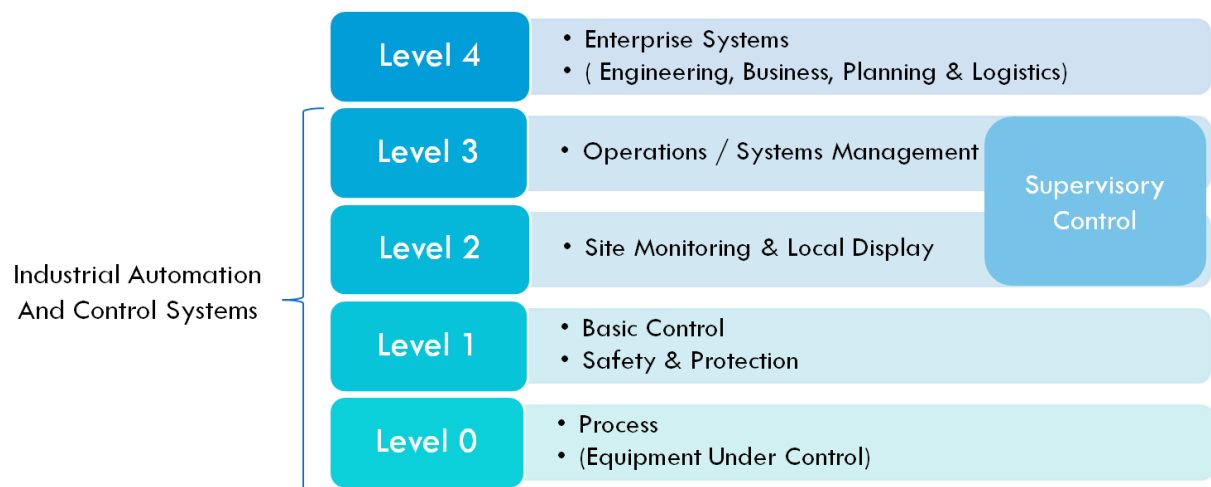 Level 4
• Enterprise Systems
• ( Engineering, Business, Planning & Logistics)
Level 3
• Operations / Systems Management
Supervisory
Control
Level 2
• Site Monitoring & Local Display
Industrial Automation
And Control Systems
Level 1
• Basic Control
• Safety & Protection
Level 0
• Process
• (Equipment Under Control)